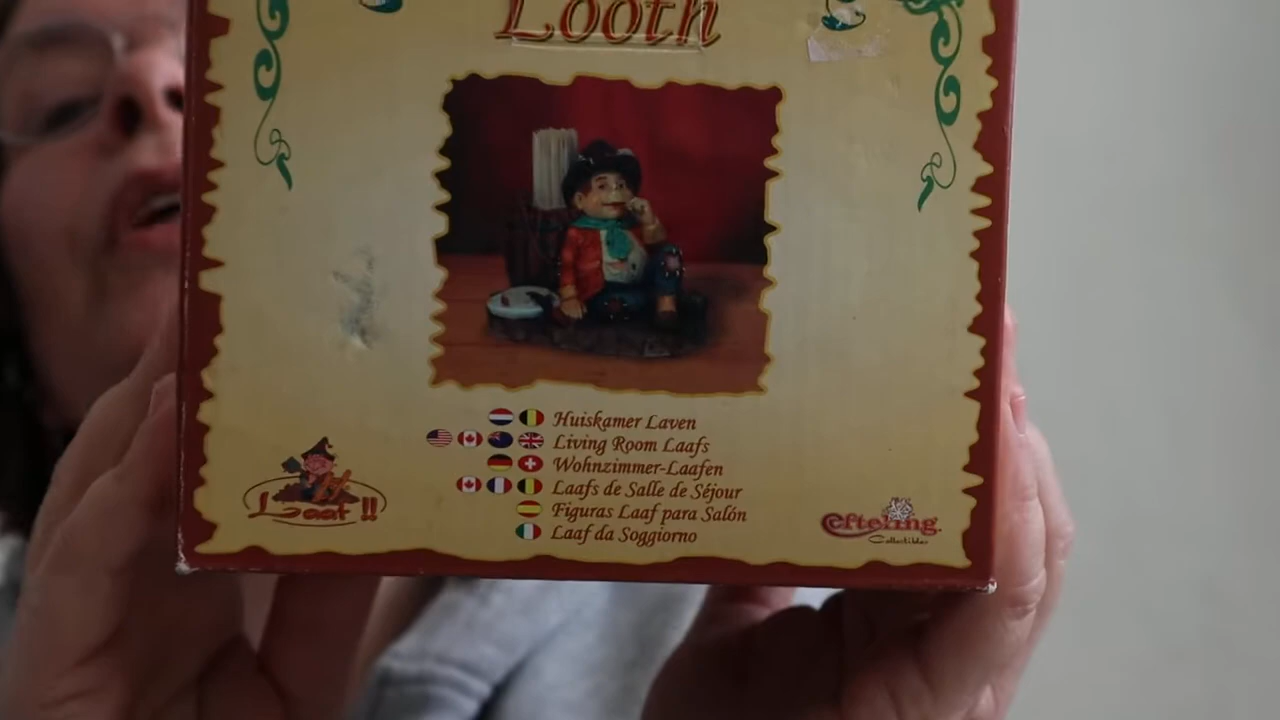 Looth
Huiskamer Laven
Living Room Laafs
Wohnzimmer-Laafen
Laafs de Salle de Séjour
Figuras Laaf para Salón
Laaf da Soggiorno
Laaf !!
Efteling
Collectibles